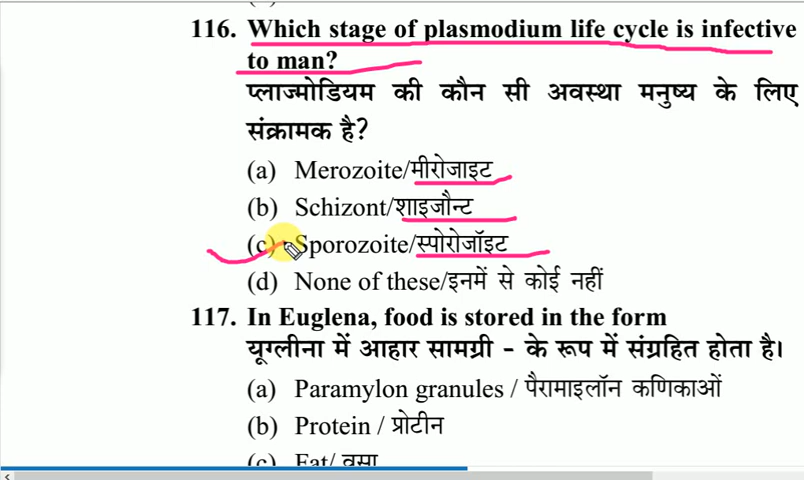 116. Which stage of plasmodium life cycle is infective
to man?
प्लाज्मोडियम की कौन सी अवस्था मनुष्य के लिए
संक्रामक है?
(a) Merozoite/मीरोजाइट
(b) Schizont/शाइजौन्ट
(c) Sporozoite/स्पोरोजॉइट
(d) None of these/इनमें से कोई नहीं
117. In Euglena, food is stored in the form
यूग्लीना में आहार सामग्री - के रूप में संग्रहित होता है।
(a) Paramylon granules / पैरामाइलॉन कणिकाओं
(b) Protein / प्रोटीन
(c) Fat/ वसा